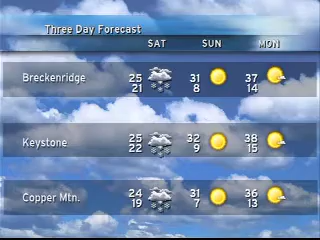 Three Day Forecast
SAT SUN MON
Breckenridge 25 31 37
21 8 14
Keystone 25 32 38
22 9 15
Copper Mtn. 24 31 36
19 7 13